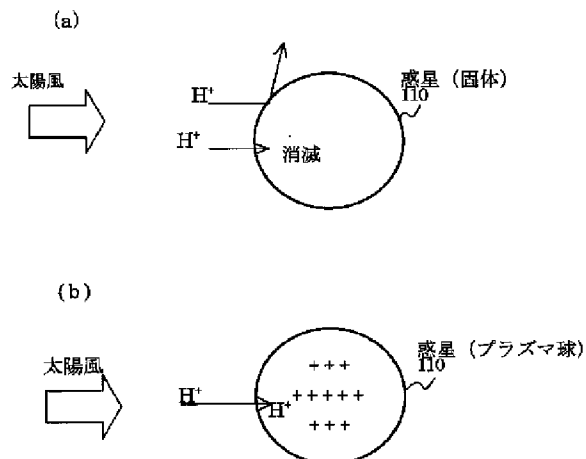 (a)
太陽風
H⁺
H⁺
消滅
惑星（固体）
110
(b)
太陽風
H⁺
H⁺
+++
+++++
+++
惑星（プラズマ球）
110